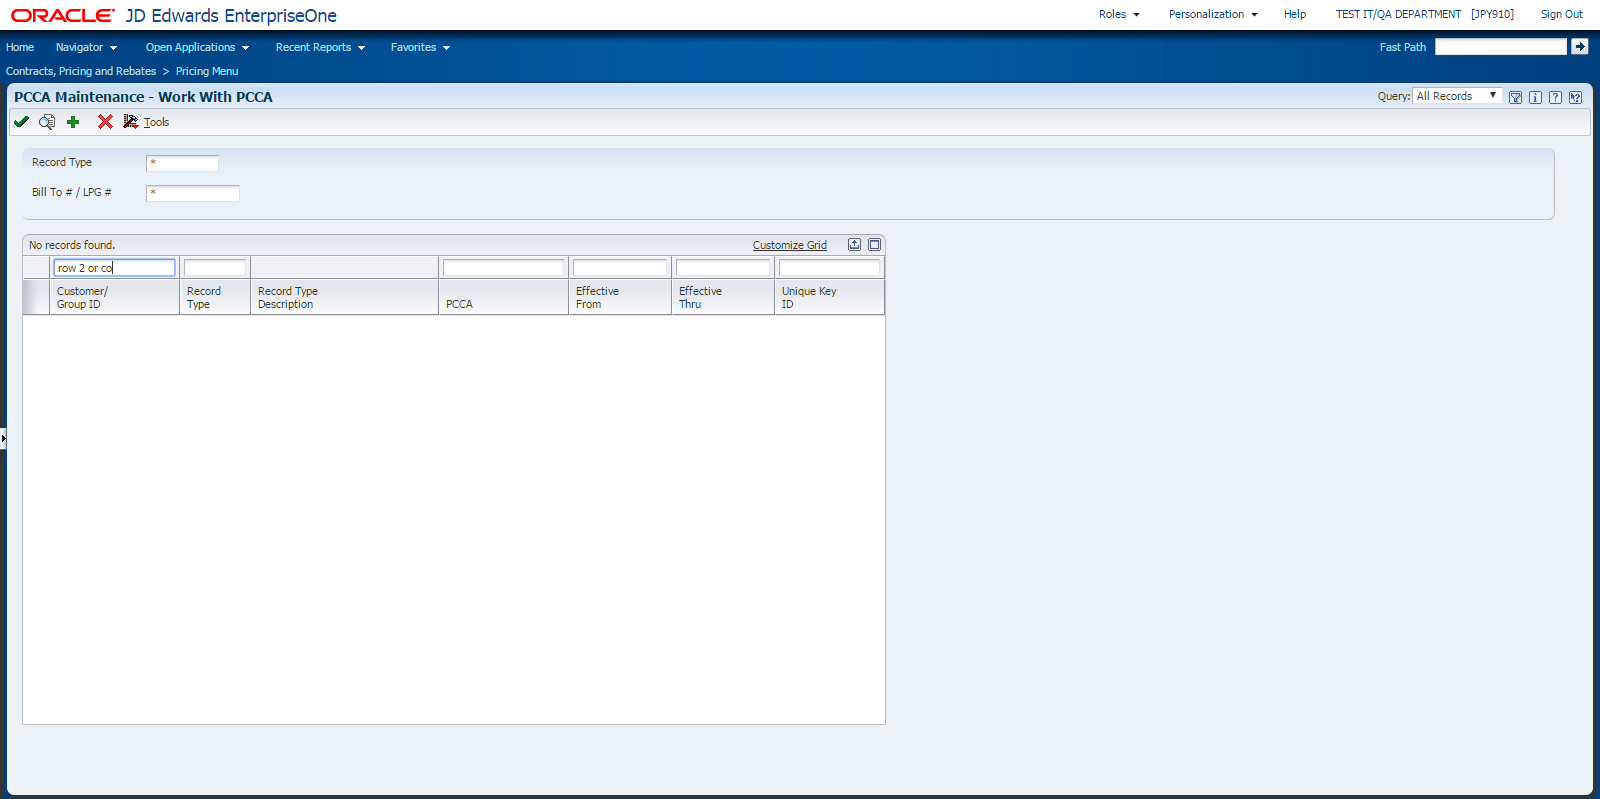 ORACLE JD Edwards EnterpriseOne
Roles Personalization Help TEST IT/QA DEPARTMENT [JPY910] Sign Out
Home Navigator Open Applications Recent Reports Favorites Fast Path
Contracts, Pricing and Rebates > Pricing Menu
PCCA Maintenance - Work With PCCA
Query: All Records
Tools
Record Type *
Bill To # / LPG # *
No records found. Customize Grid
row 2 or co
Customer/
Group ID
Record
Type
Record Type
Description
PCCA
Effective
From
Effective
Thru
Unique Key
ID